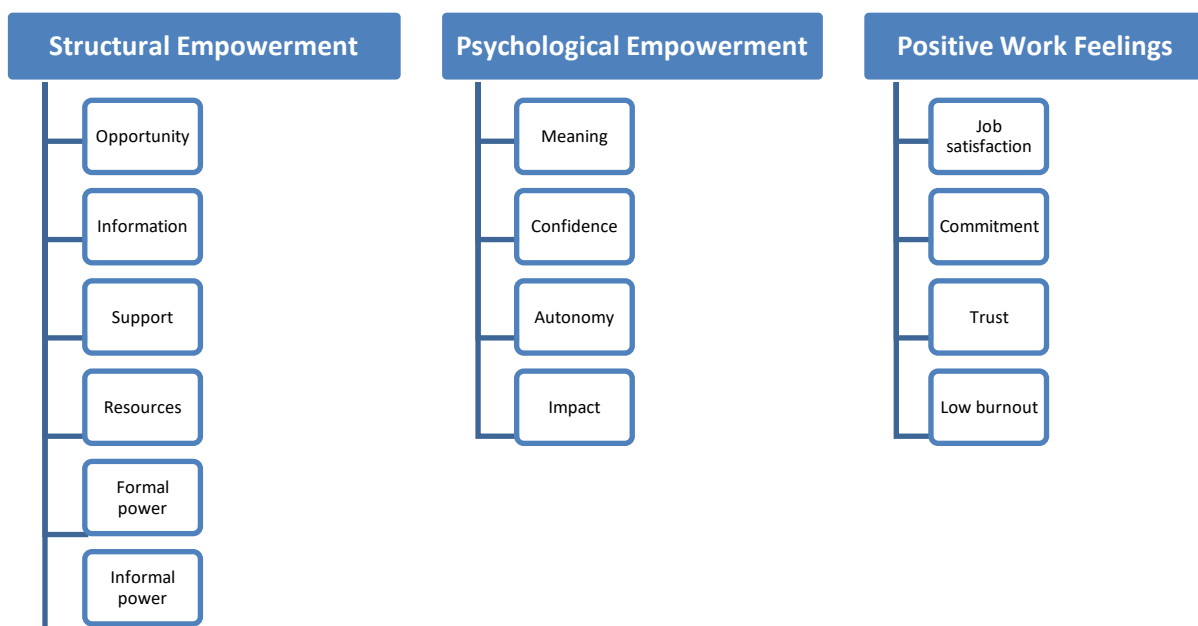 Structural Empowerment
Opportunity
Information
Support
Resources
Formal
power
Informal
power
Psychological Empowerment
Meaning
Confidence
Autonomy
Impact
Positive Work Feelings
Job
satisfaction
Commitment
Trust
Low burnout